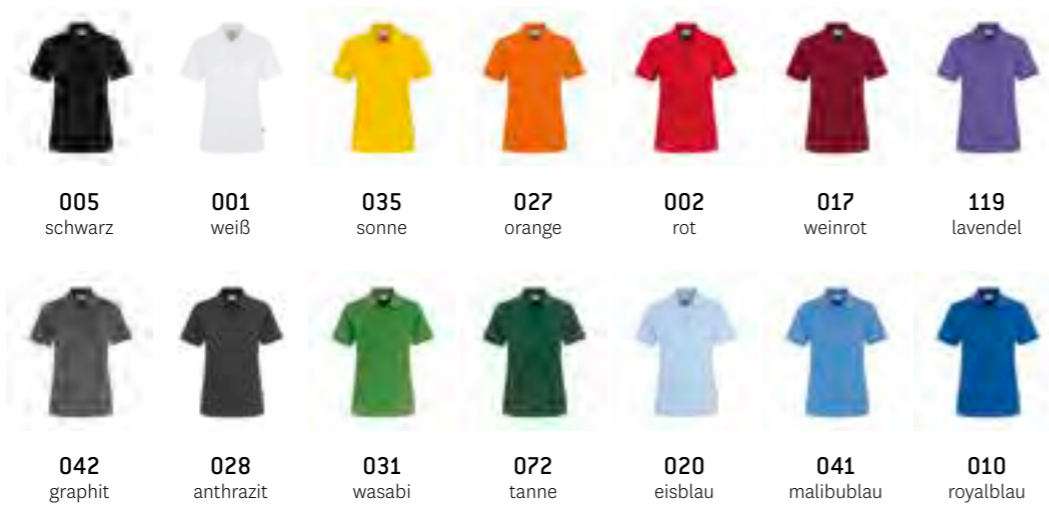 005 001 035 027 002 017 119
schwarz weiß sonne orange rot weinrot lavendel
042 028 031 072 020 041 010
graphit anthrazit wasabi tanne eisblau malibublau royalblau